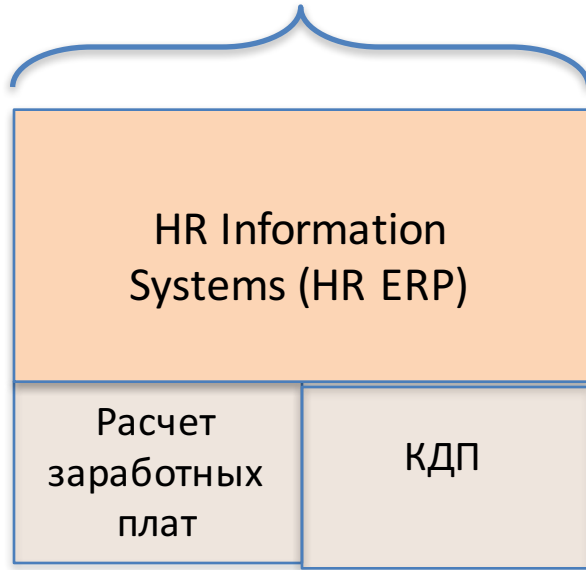 HR Information
Systems (HR ERP)
Расчет
заработных
плат
КДП